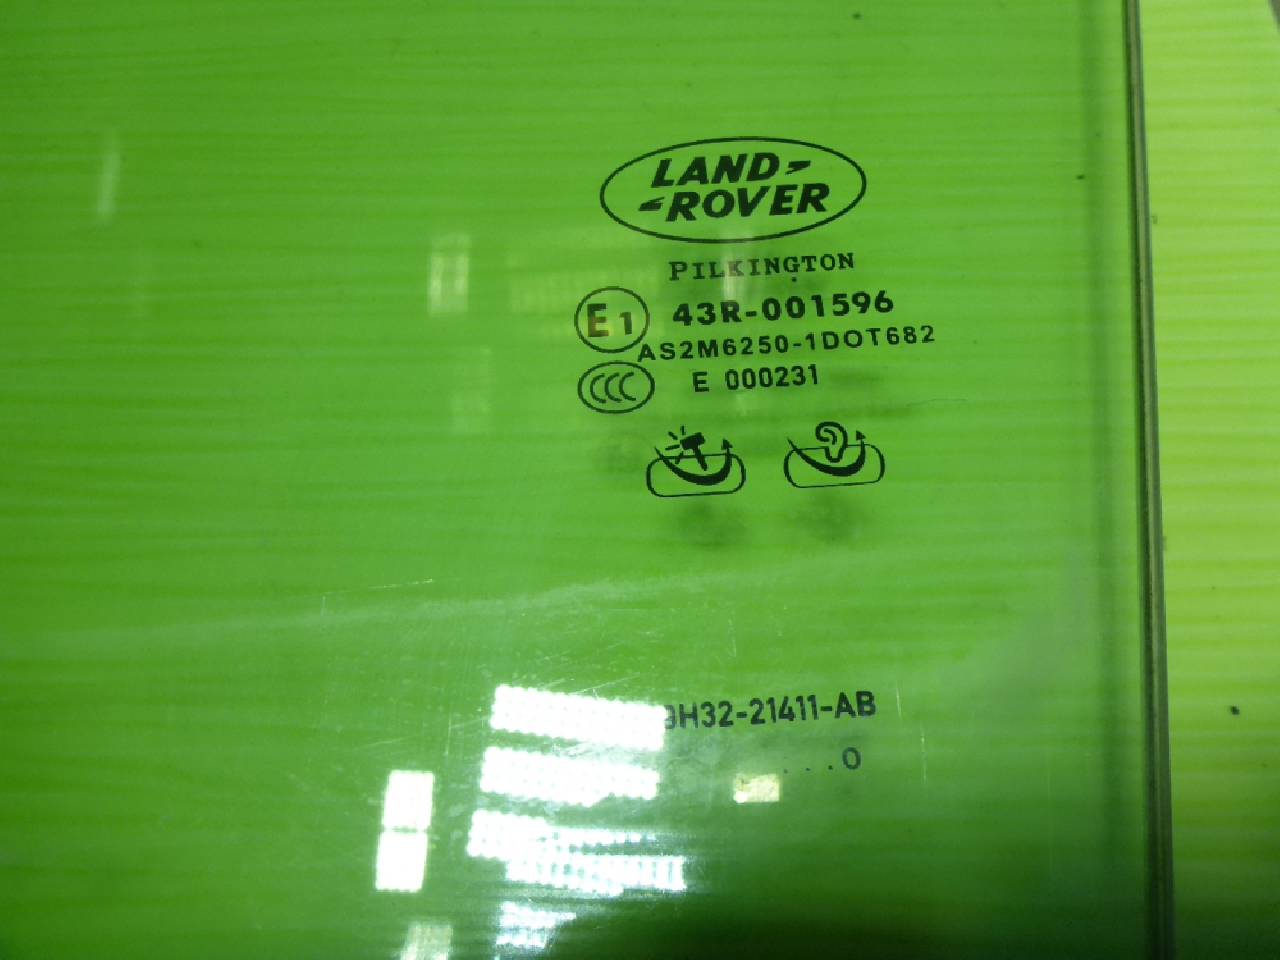 LAND
ROVER
PILKINGTON
E1 43R-001596
AS2M6250-1DOT682
CCC E 000231
H32-21411-AB
. . . 0